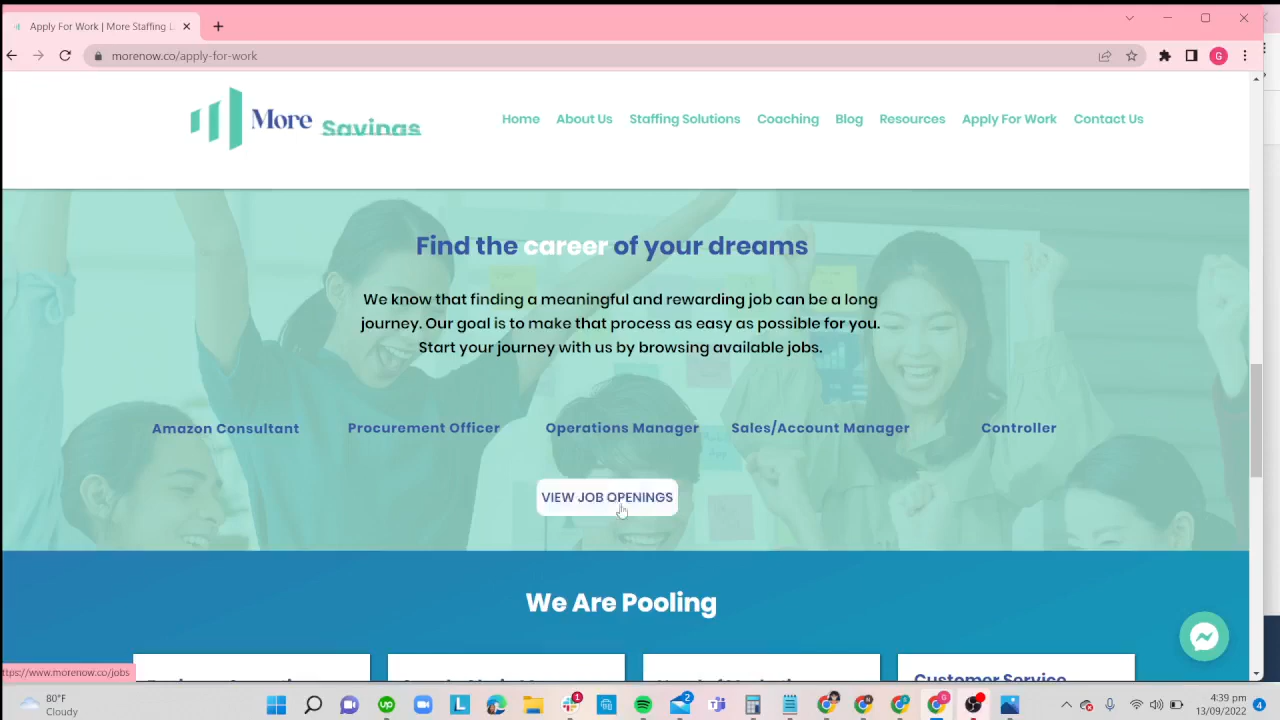 Apply For Work | More Staffing L
morenow.co/apply-for-work
G
More Savings
Home About Us Staffing Solutions Coaching Blog Resources Apply For Work Contact Us
Find the career of your dreams
We know that finding a meaningful and rewarding job can be a long
journey. Our goal is to make that process as easy as possible for you.
Start your journey with us by browsing available jobs.
Amazon Consultant Procurement Officer Operations Manager Sales/Account Manager Controller
VIEW JOB OPENINGS
We Are Pooling
Customer Service
ttps://www.morenow.co/jobs
80°F
Cloudy
4:39 pm
13/09/2022